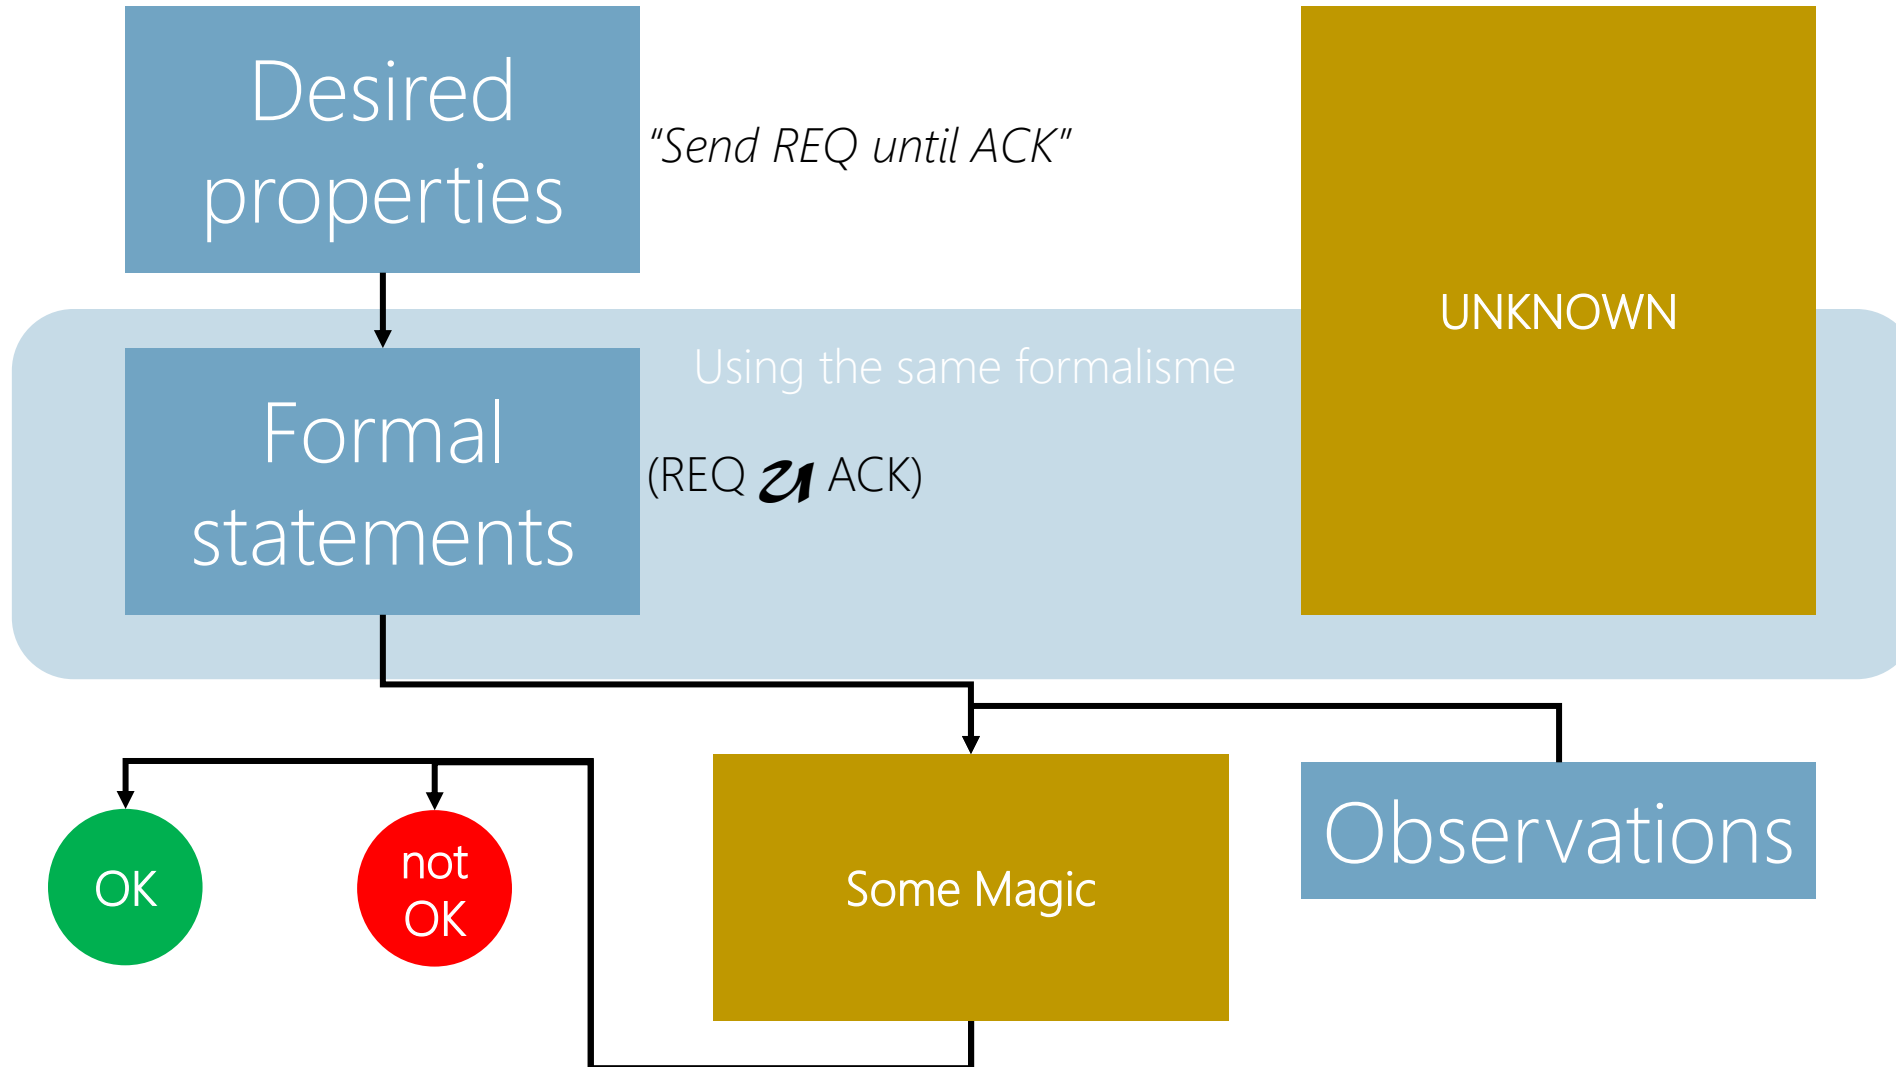 Desired
properties
“Send REQ until ACK”
UNKNOWN
Using the same formalisme
Formal
statements
(REQ 𝓤 ACK)
OK
not
OK
Some Magic
Observations